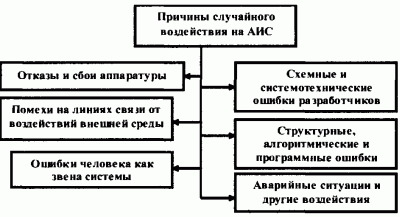 Причины случайного
воздействия на АИС
Отказы и сбои аппаратуры
Помехи на линиях связи от
воздействий внешней среды
Ошибки человека как
звена системы
Схемные и
системотехнические
ошибки разработчиков
Структурные,
алгоритмические и
программные ошибки
Аварийные ситуации и
другие воздействия